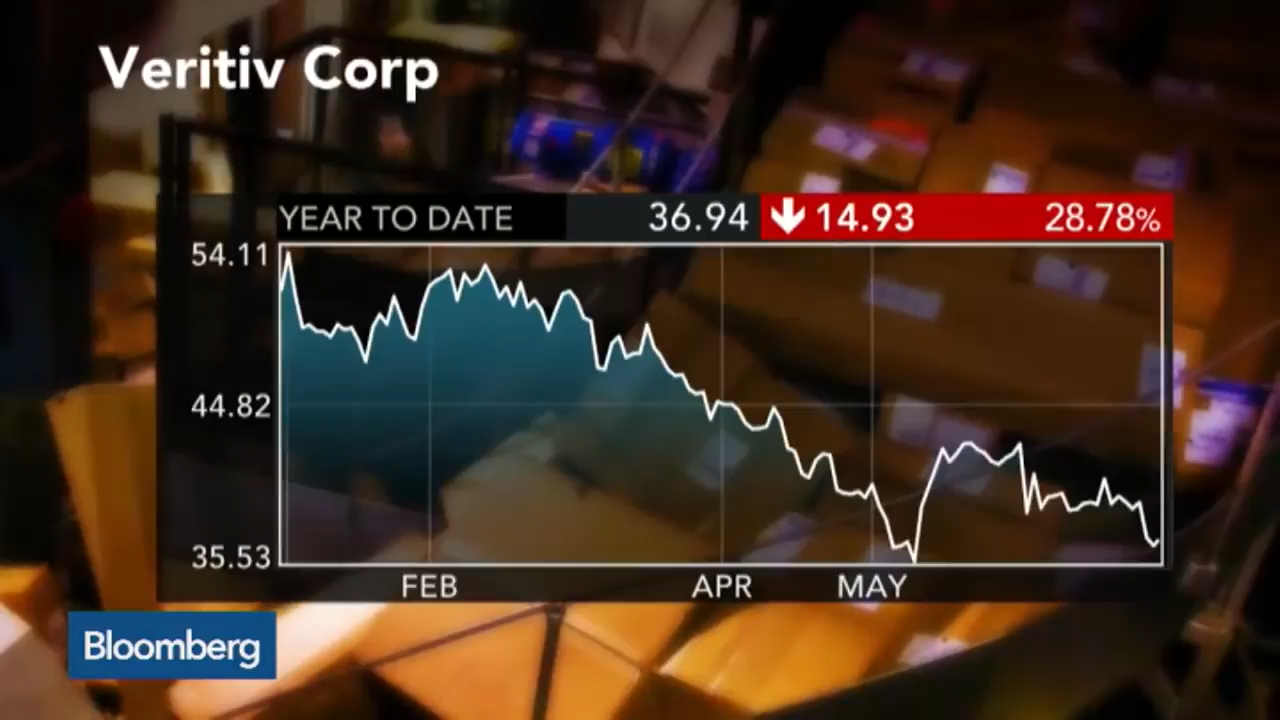 Veritiv Corp
YEAR TO DATE 36.94 14.93 28.78%
54.11
44.82
35.53
FEB APR MAY
Bloomberg